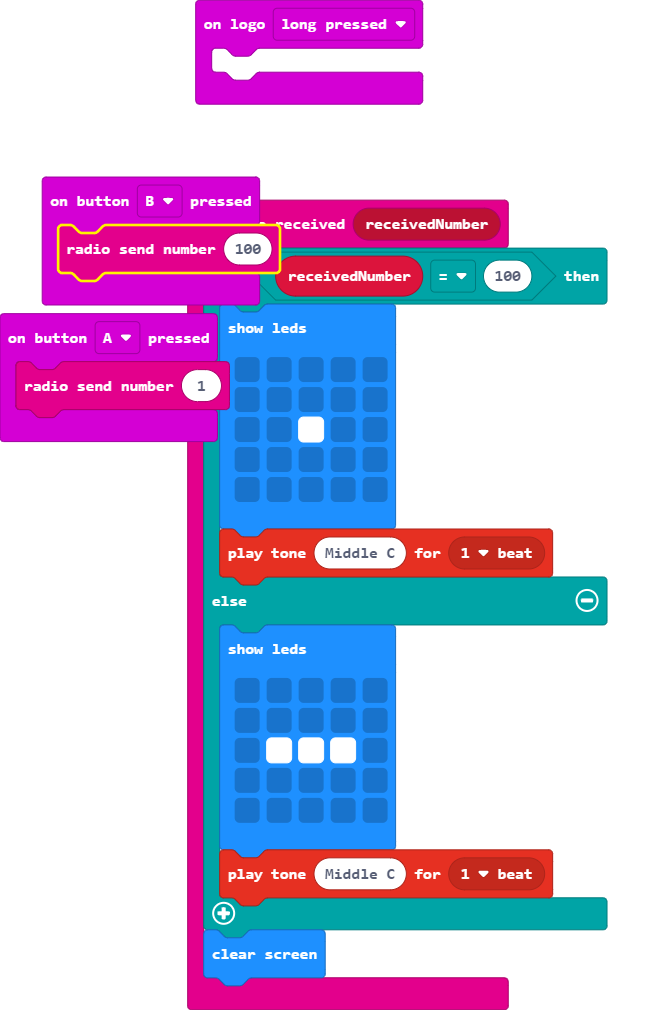 on logo long pressed
on button B pressed
received receivedNumber
radio send number 100
receivedNumber = 100 then
on button A pressed
show leds
radio send number 1
play tone Middle C for 1 beat
else
show leds
play tone Middle C for 1 beat
clear screen